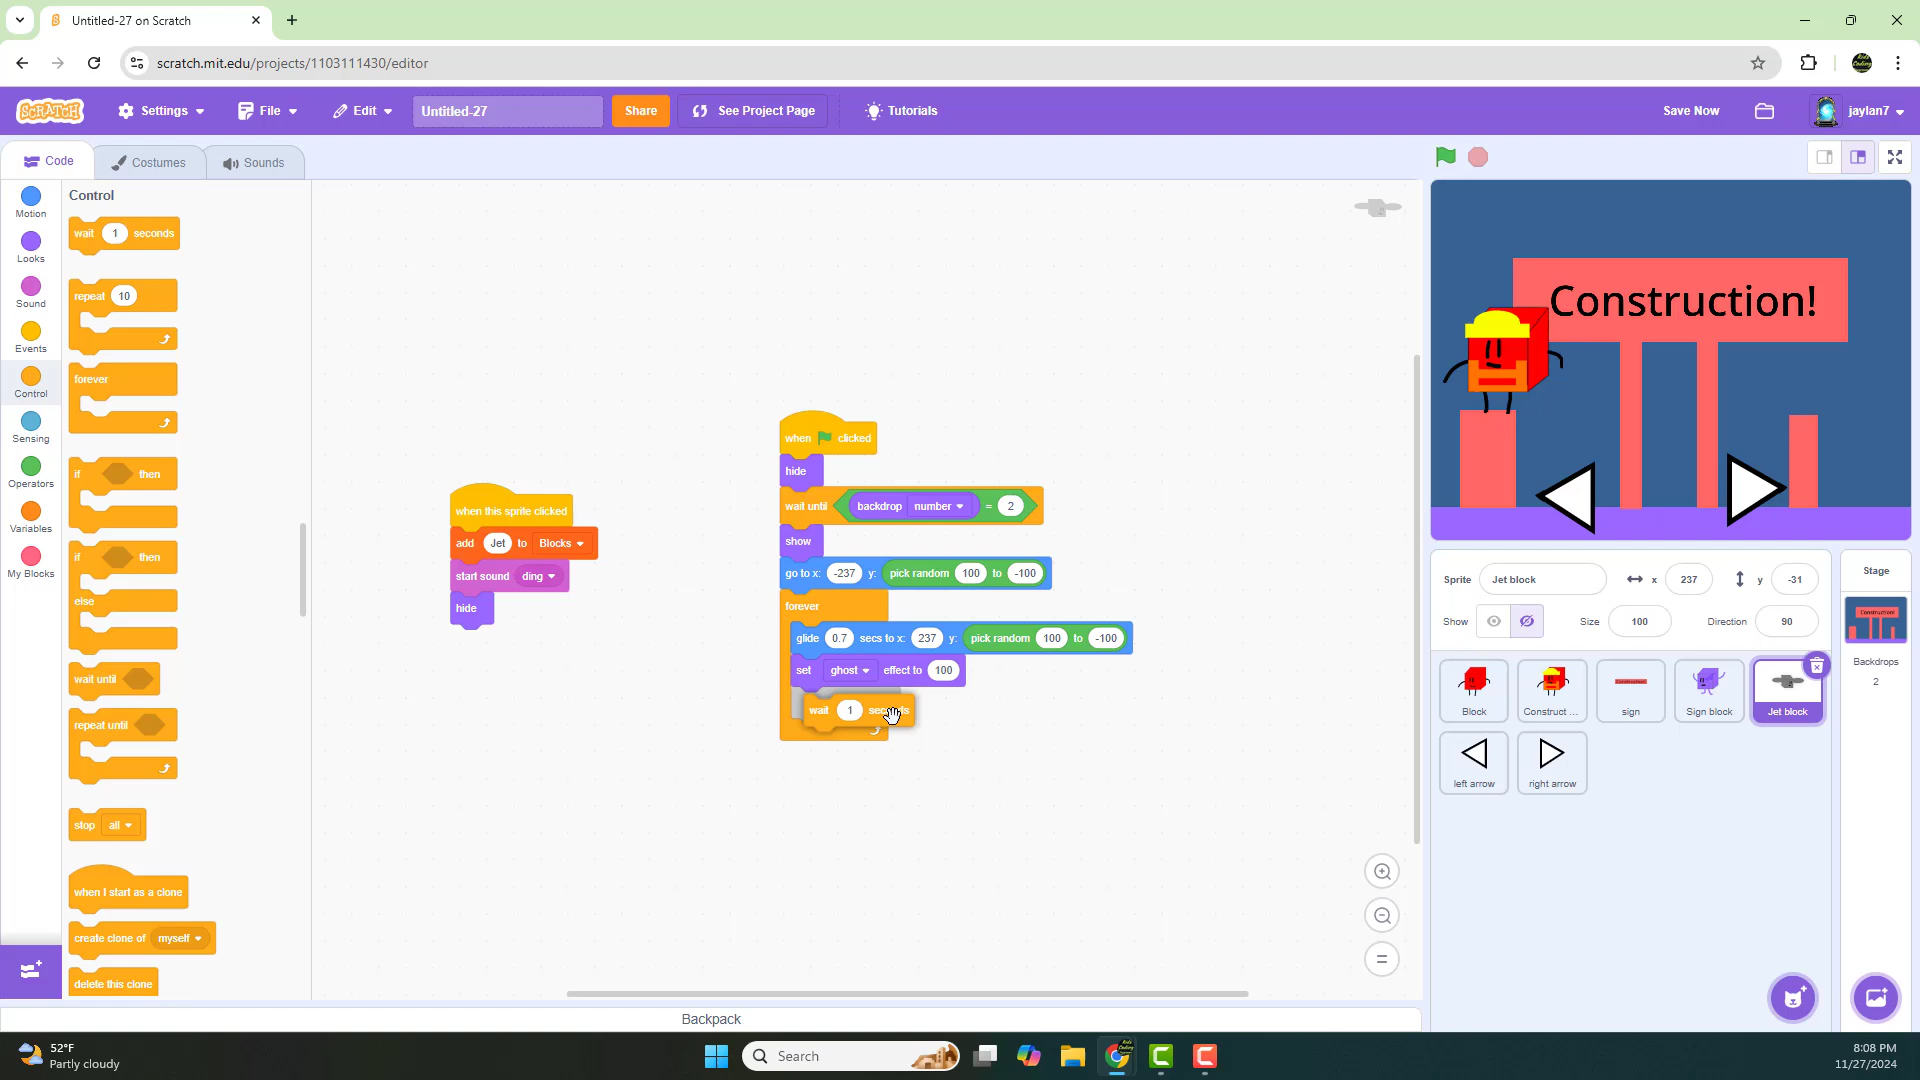 Untitled-27 on Scratch
scratch.mit.edu/projects/1103111430/editor
SCRATCH
Settings
File
Edit
Untitled-27
Share
See Project Page
Tutorials
Save Now
jaylan7
Code
Costumes
Sounds
Motion
Looks
Sound
Events
Control
Sensing
Operators
Variables
My Blocks
Control
wait 1 seconds
repeat 10
forever
if then
if then
else
wait until
repeat until
stop all
when I start as a clone
create clone of myself
delete this clone
when this sprite clicked
add Jet to Blocks
start sound ding
hide
when clicked
hide
wait until backdrop number = 2
show
go to x: -237 y: pick random 100 to -100
forever
glide 0.7 secs to x: 237 y: pick random 100 to -100
set ghost effect to 100
wait 1 seconds
Backpack
Construction!
Sprite Jet block x 237 y -31
Show Size 100 Direction 90
Block
Construct ...
sign
Sign block
Jet block
left arrow
right arrow
Stage
Backdrops
2
52°F
Partly cloudy
Search
8:08 PM
11/27/2024